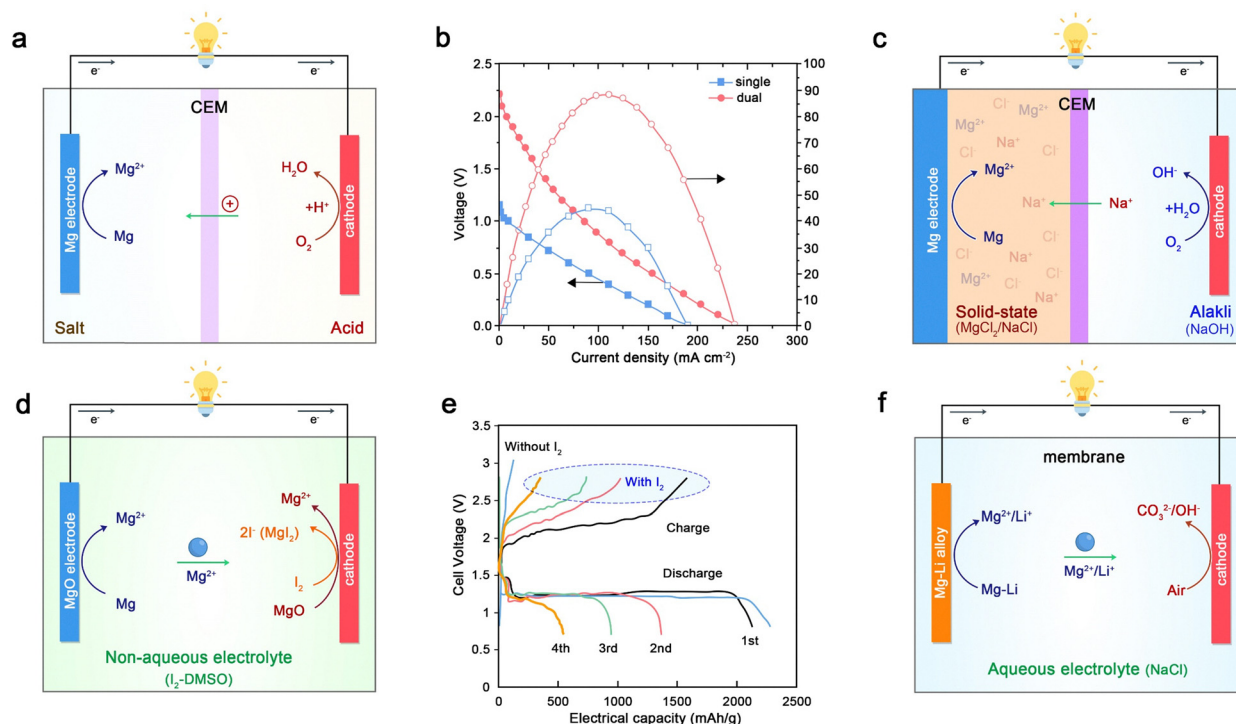 a
e-
e-
CEM
Mg electrode
Mg²⁺
Mg
+
H₂O
+H⁺
O₂
cathode
Salt
Acid
b
2.5
2.0
1.5
1.0
0.5
0.0
Voltage (V)
single
dual
100
90
80
70
60
50
40
30
20
10
0
0
50
100
150
200
250
300
Current density (mA cm⁻²)
c
e-
e-
CEM
Mg electrode
Cl⁻
Mg²⁺
Mg²⁺
Cl⁻
Na⁺
Cl⁻
Mg²⁺
Na⁺
Na⁺
Mg
Cl⁻
Cl⁻
Na⁺
Mg²⁺
Cl
Na⁺
OH⁻
+H₂O
O₂
cathode
Solid-state
(MgCl₂/NaCl)
Alakli
(NaOH)
d
e-
e-
MgO electrode
Mg²⁺
Mg
Mg²⁺
Mg²⁺
2I⁻ (MgI₂)
I₂
MgO
cathode
Non-aqueous electrolyte
(I₂-DMSO)
e
3.5
3
2.5
2
1.5
1
0.5
0
Cell Voltage (V)
Without I₂
With I₂
Charge
Discharge
4th
3rd
2nd
1st
0
500
1000
1500
2000
2500
Electrical capacity (mAh/g)
f
e-
e-
membrane
Mg-Li alloy
Mg²⁺/Li⁺
Mg-Li
Mg²⁺/Li⁺
CO₃²⁻/OH⁻
Air
cathode
Aqueous electrolyte (NaCl)